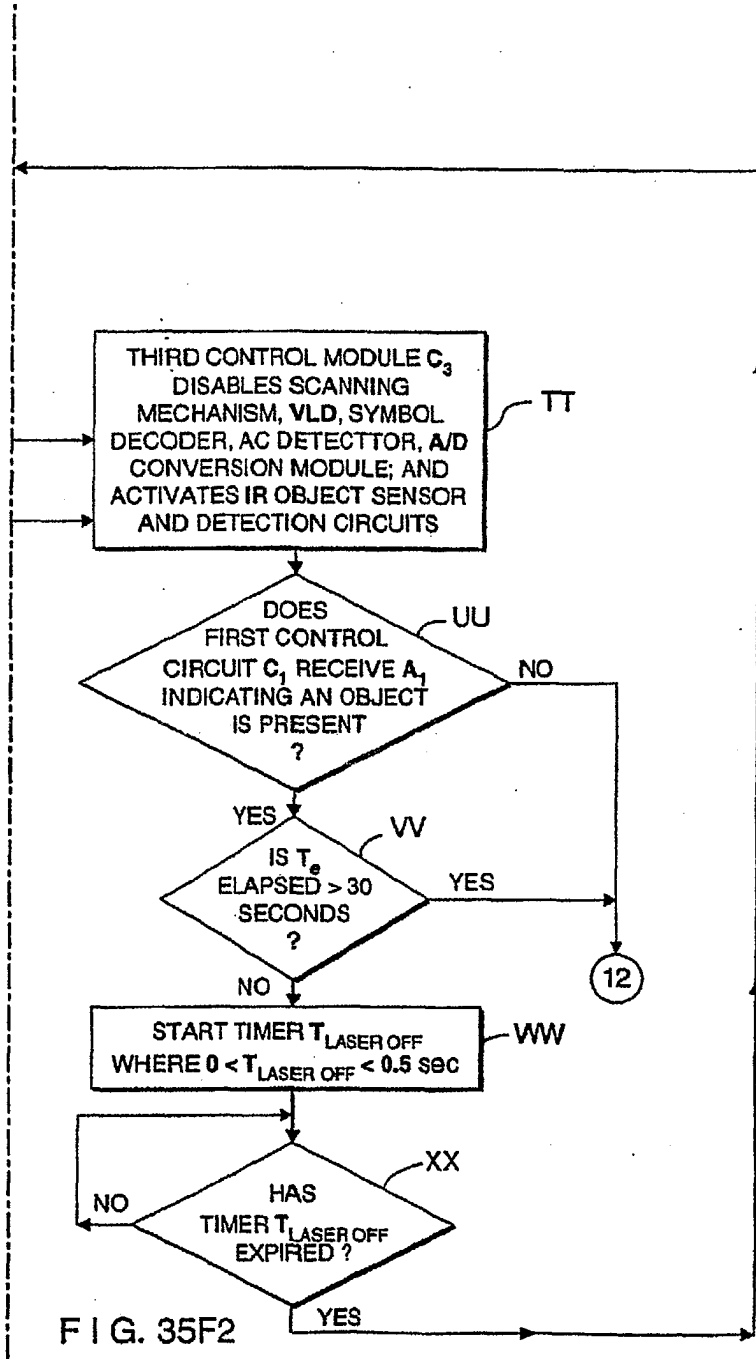 THIRD CONTROL MODULE C3
DISABLES SCANNING
MECHANISM, VLD, SYMBOL
DECODER, AC DETECTTOR, A/D
CONVERSION MODULE; AND
ACTIVATES IR OBJECT SENSOR
AND DETECTION CIRCUITS
TT
DOES
FIRST CONTROL
CIRCUIT C1 RECEIVE A1
INDICATING AN OBJECT
IS PRESENT
?
UU
NO
YES
VV
IS Te
ELAPSED > 30
SECONDS
?
YES
12
NO
START TIMER TLASER OFF
WHERE 0 < TLASER OFF < 0.5 sec
WW
XX
NO
HAS
TIMER TLASER OFF
EXPIRED ?
YES
FIG. 35F2